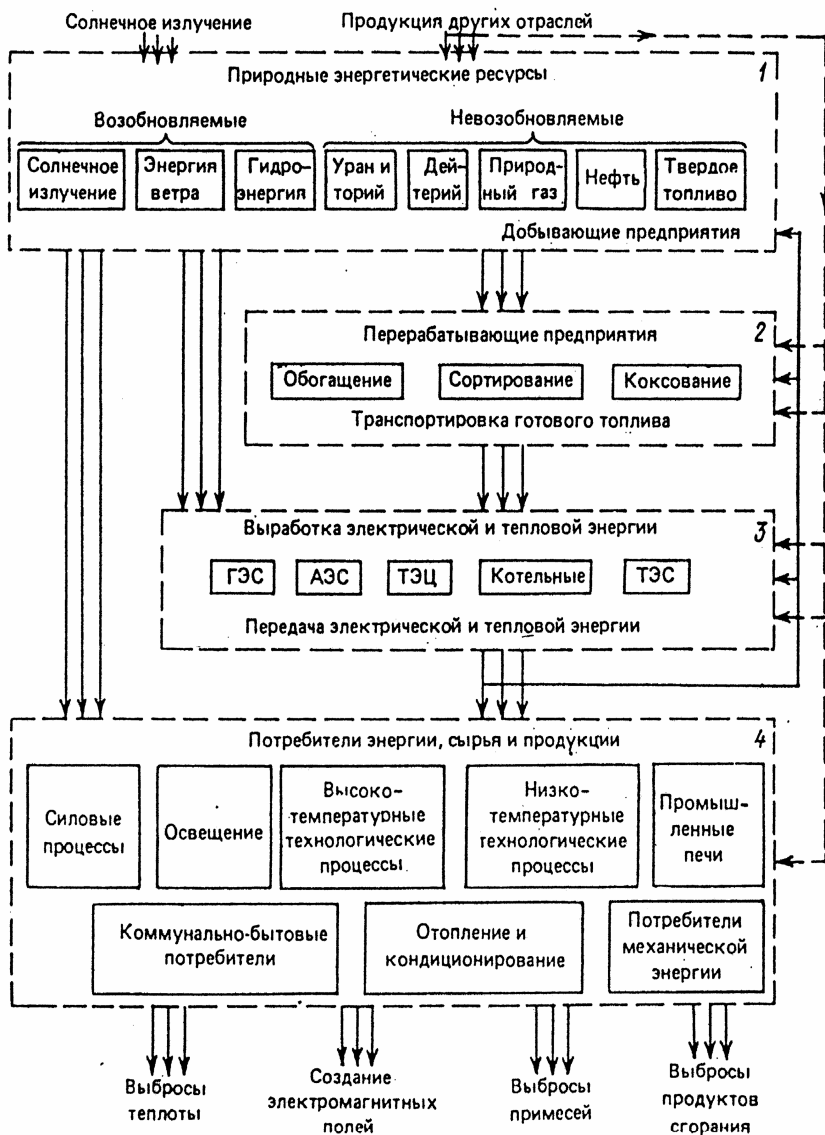 Солнечное излучение
Продукция других отраслей
Природные энергетические ресурсы
1
Возобновляемые
Невозобновляемые
Солнечное
излучение
Энергия
ветра
Гидро-
энергия
Уран и
торий
Дей-
терий
Природ-
ный газ
Нефть
Твердое
топливо
Добывающие предприятия
Перерабатывающие предприятия
2
Обогащение
Сортирование
Коксование
Транспортировка готового топлива
Выработка электрической и тепловой энергии
3
ГЭС
АЭС
ТЭЦ
Котельные
ТЭС
Передача электрической и тепловой энергии
Потребители энергии, сырья и продукции
4
Силовые
процессы
Освещение
Высоко-
температурные
технологические
процессы
Низко-
температурные
технологические
процессы
Промыш-
ленные
печи
Коммунально-бытовые
потребители
Отопление и
кондиционирование
Потребители
механической
энергии
Выбросы
теплоты
Создание
электромагнитных
полей
Выбросы
примесей
Выбросы
продуктов
сгорания